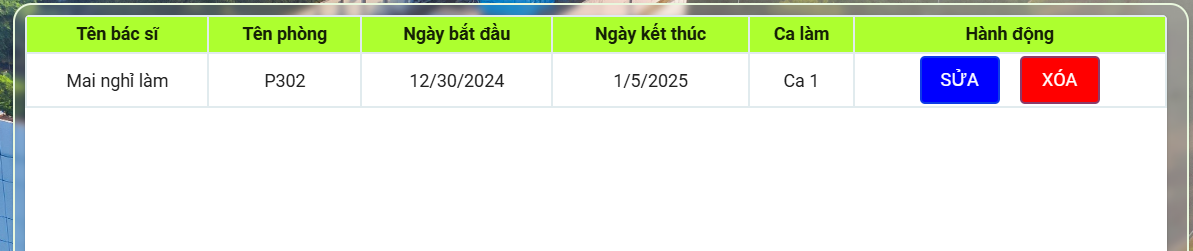 Tên bác sĩ Tên phòng Ngày bắt đầu Ngày kết thúc Ca làm Hành động
Mai nghỉ làm P302 12/30/2024 1/5/2025 Ca 1 SỬA XÓA